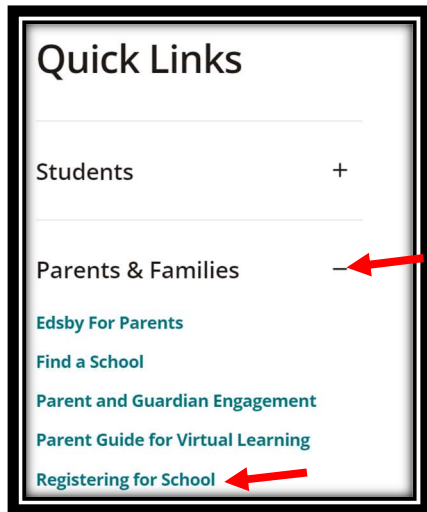 Quick Links
Students +
Parents & Families –
Edsby For Parents
Find a School
Parent and Guardian Engagement
Parent Guide for Virtual Learning
Registering for School